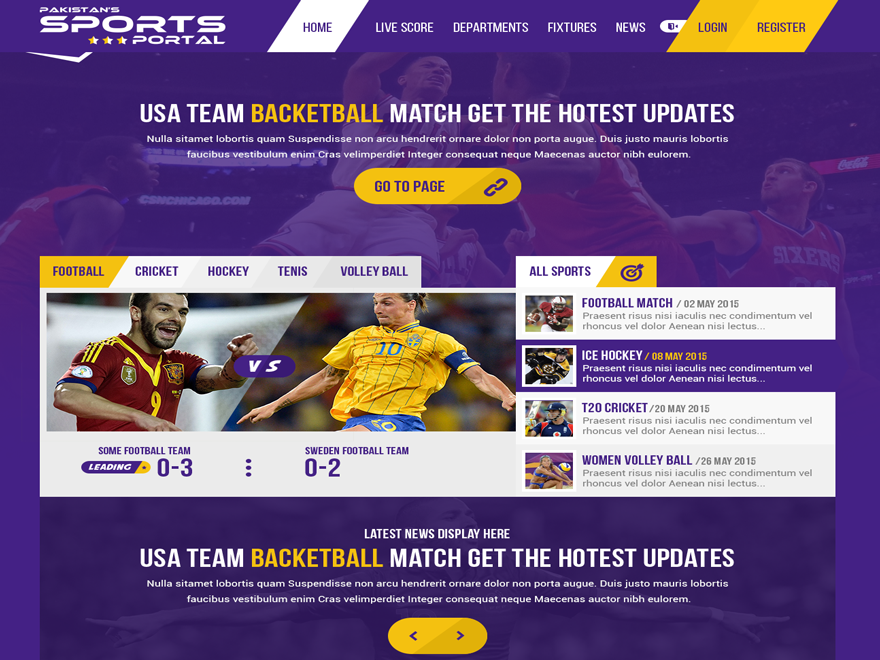 PAKISTAN'S
SPORTS
PORTAL
HOME
LIVE SCORE
DEPARTMENTS
FIXTURES
NEWS
LOGIN
REGISTER
USA TEAM BACKETBALL MATCH GET THE HOTEST UPDATES
Nulla sitamet lobortis quam Suspendisse non arcu hendrerit ornare dolor non porta augue. Duis justo mauris lobortis
faucibus vestibulum enim Cras velimperdiet Integer consequat neque Maecenas auctor nibh eulorem.
CSNCHICAGO.COM
Coca-Cola
SIXERS
GO TO PAGE
FOOTBALL
CRICKET
HOCKEY
TENIS
VOLLEY BALL
9
VS
10
SOME FOOTBALL TEAM
LEADING
0-3
SWEDEN FOOTBALL TEAM
0-2
ALL SPORTS
FOOTBALL MATCH / 02 MAY 2015
Praesent risus nisi iaculis nec condimentum vel
rhoncus vel dolor Aenean nisi lectus...
ICE HOCKEY / 08 MAY 2015
Praesent risus nisi iaculis nec condimentum vel
rhoncus vel dolor Aenean nisi lectus...
T20 CRICKET /20 MAY 2015
Praesent risus nisi iaculis nec condimentum vel
rhoncus vel dolor Aenean nisi lectus...
WOMEN VOLLEY BALL /26 MAY 2015
Praesent risus nisi iaculis nec condimentum vel
rhoncus vel dolor Aenean nisi lectus...
LATEST NEWS DISPLAY HERE
USA TEAM BACKETBALL MATCH GET THE HOTEST UPDATES
Nulla sitamet lobortis quam Suspendisse non arcu hendrerit ornare dolor non porta augue. Duis justo mauris lobortis
faucibus vestibulum enim Cras velimperdiet Integer consequat neque Maecenas auctor nibh eulorem.